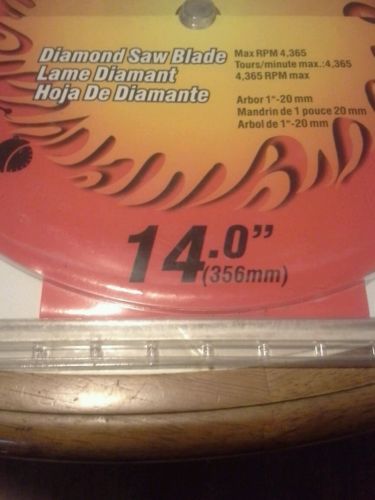 Diamond Saw Blade
Lame Diamant
Hoja De Diamante
Max RPM 4,365
Tours/minute max.:4,365
4,365 RPM max
Arbor 1"-20 mm
Mandrin de 1 pouce 20 mm
Arbol de 1"-20 mm
14.0”
(356mm)